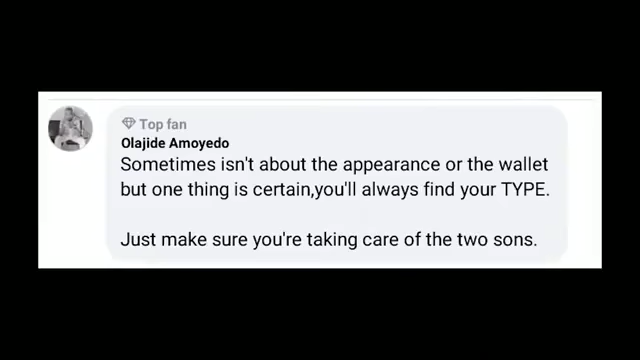 Top fan
Olajide Amoyedo
Sometimes isn't about the appearance or the wallet
but one thing is certain,you'll always find your TYPE.
Just make sure you're taking care of the two sons.